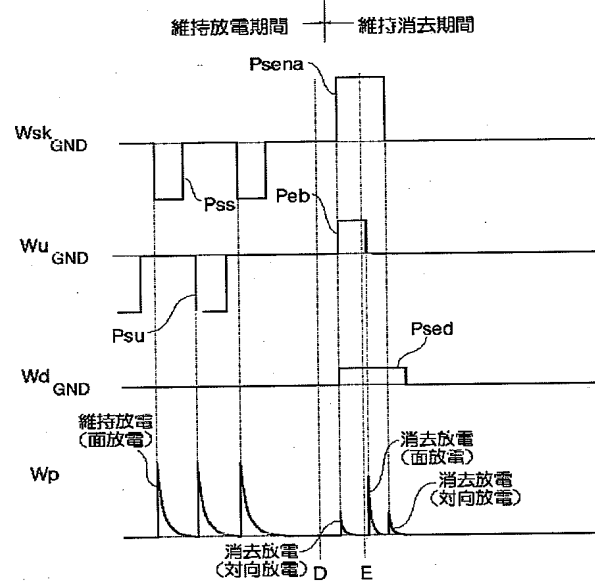 維持放電期間
維持消去期間
Psena
Wsk
GND
Pss
Peb
Wu
GND
Psu
Psed
Wd
GND
維持放電
(面放電)
消去放電
(面放電)
Wp
消去放電
(対向放電)
消去放電
(対向放電)
D
E